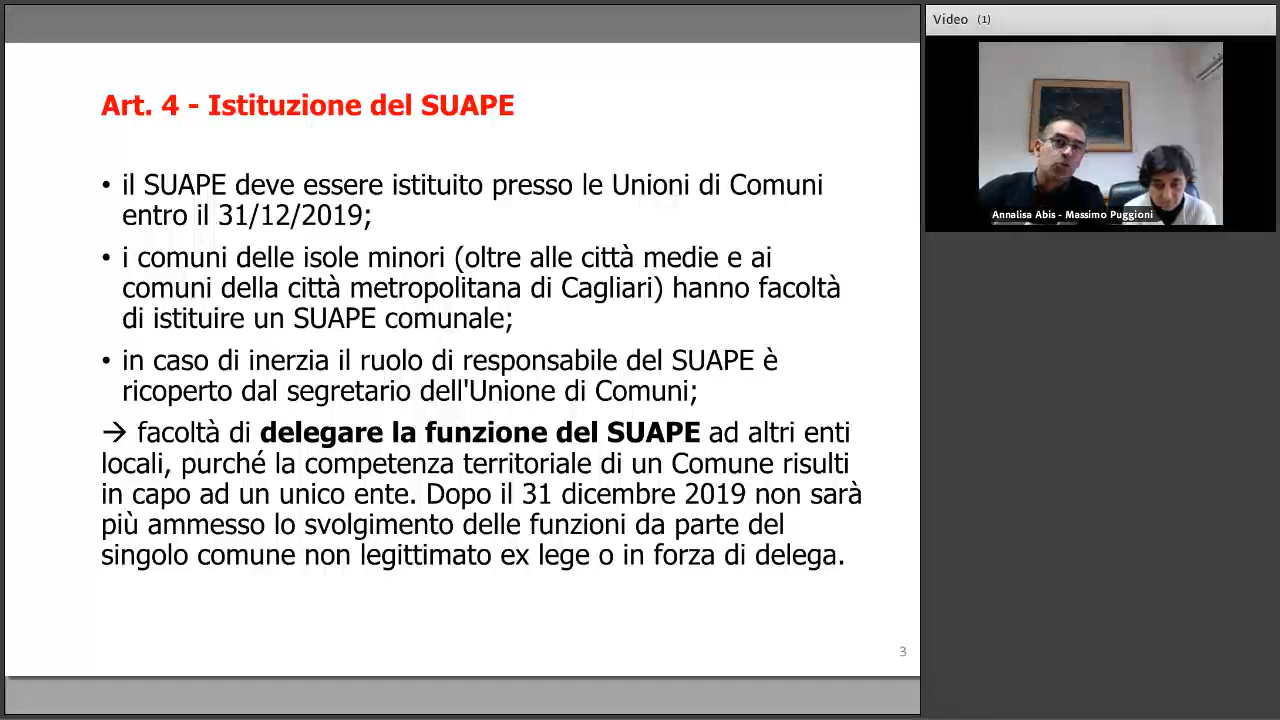 Art. 4 - Istituzione del SUAPE
• il SUAPE deve essere istituito presso le Unioni di Comuni
entro il 31/12/2019;
• i comuni delle isole minori (oltre alle città medie e ai
comuni della città metropolitana di Cagliari) hanno facoltà
di istituire un SUAPE comunale;
• in caso di inerzia il ruolo di responsabile del SUAPE è
ricoperto dal segretario dell'Unione di Comuni;
→ facoltà di delegare la funzione del SUAPE ad altri enti
locali, purché la competenza territoriale di un Comune risulti
in capo ad un unico ente. Dopo il 31 dicembre 2019 non sarà
più ammesso lo svolgimento delle funzioni da parte del
singolo comune non legittimato ex lege o in forza di delega.
3
Video (1)
Annalisa Abis - Massimo Puggioni